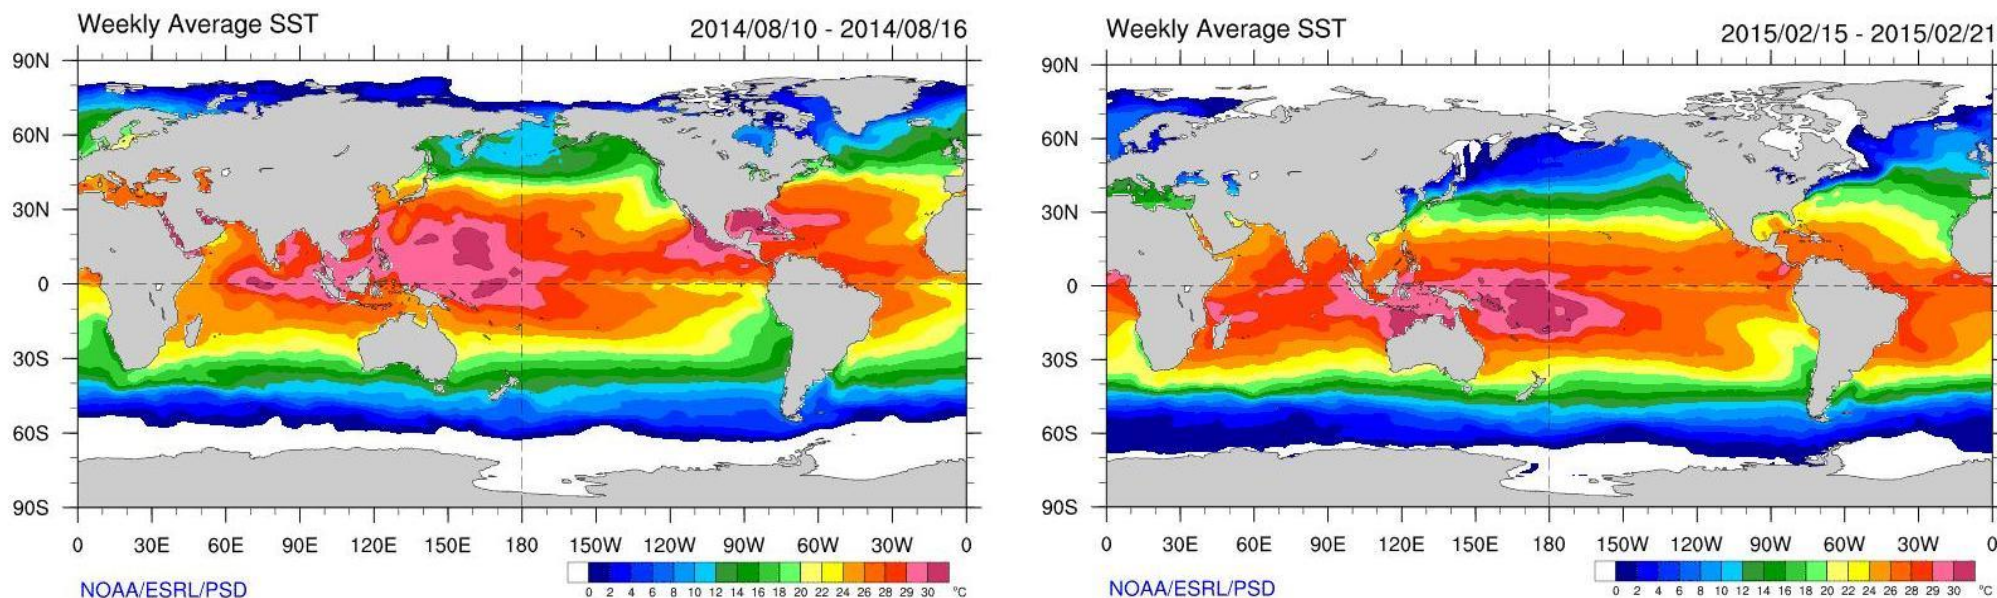 Weekly Average SST 2014/08/10 - 2014/08/16
90N
60N
30N
0
30S
60S
90S
0 30E 60E 90E 120E 150E 180 150W 120W 90W 60W 30W 0
NOAA/ESRL/PSD
0 2 4 6 8 10 12 14 16 18 20 22 24 26 28 29 30 °C
Weekly Average SST 2015/02/15 - 2015/02/21
90N
60N
30N
0
30S
60S
90S
0 30E 60E 90E 120E 150E 180 150W 120W 90W 60W 30W 0
NOAA/ESRL/PSD
0 2 4 6 8 10 12 14 16 18 20 22 24 26 28 29 30 °C